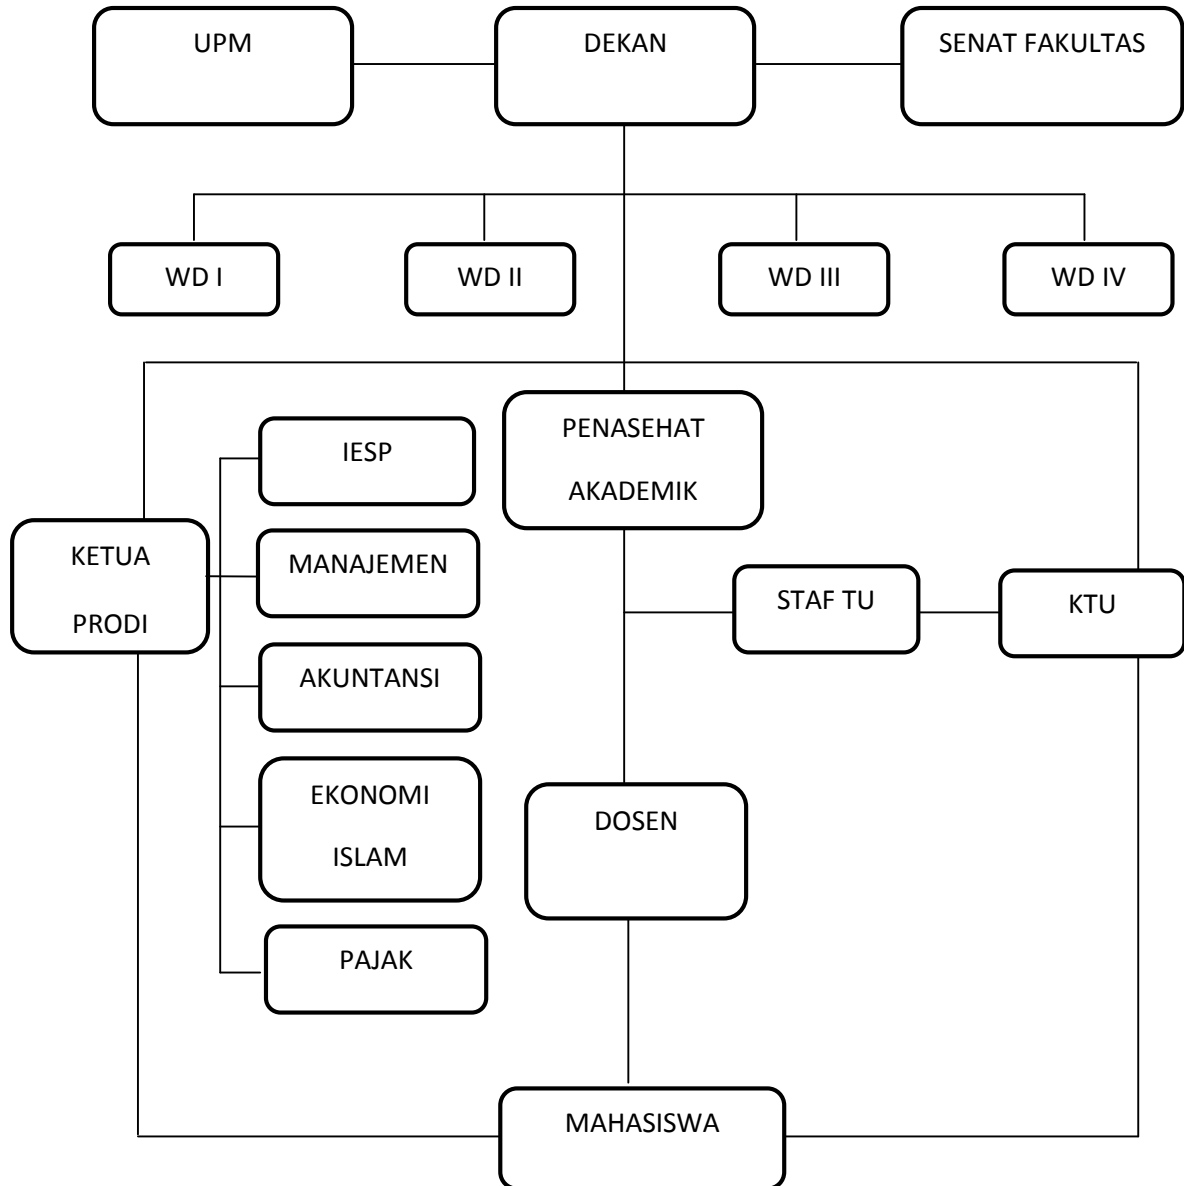 UPM
DEKAN
SENAT FAKULTAS
WD I
WD II
WD III
WD IV
PENASEHAT
AKADEMIK
IESP
KETUA
PRODI
MANAJEMEN
STAF TU
KTU
AKUNTANSI
EKONOMI
ISLAM
DOSEN
PAJAK
MAHASISWA